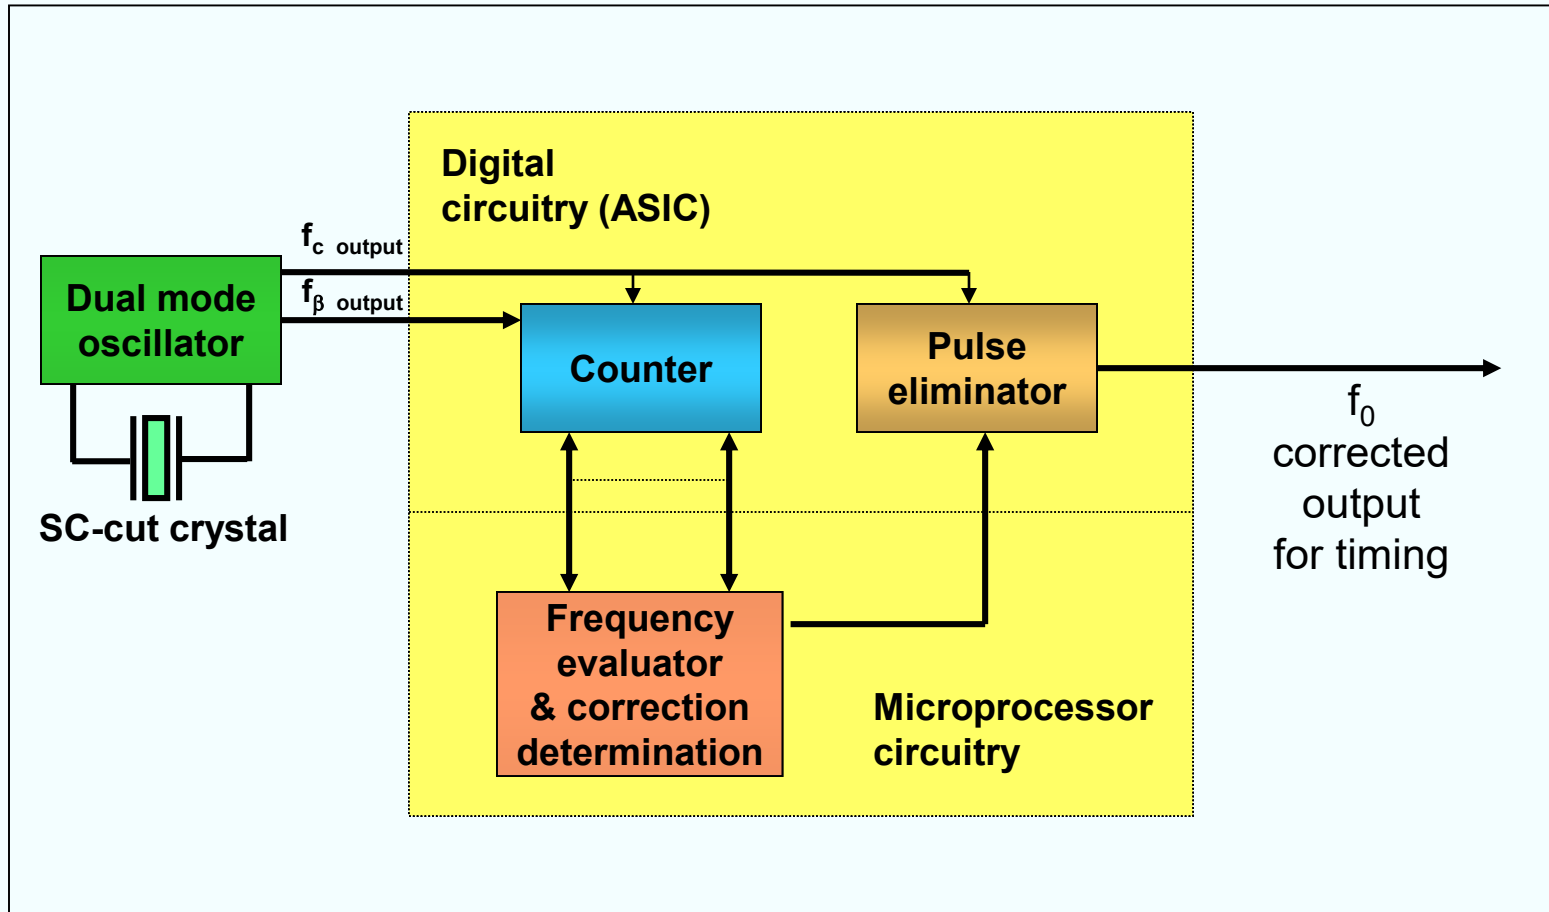 Digital
circuitry (ASIC)
fc output
fβ output
Dual mode
oscillator
Counter
Pulse
eliminator
f0
corrected
output
for timing
SC-cut crystal
Frequency
evaluator
& correction
determination
Microprocessor
circuitry